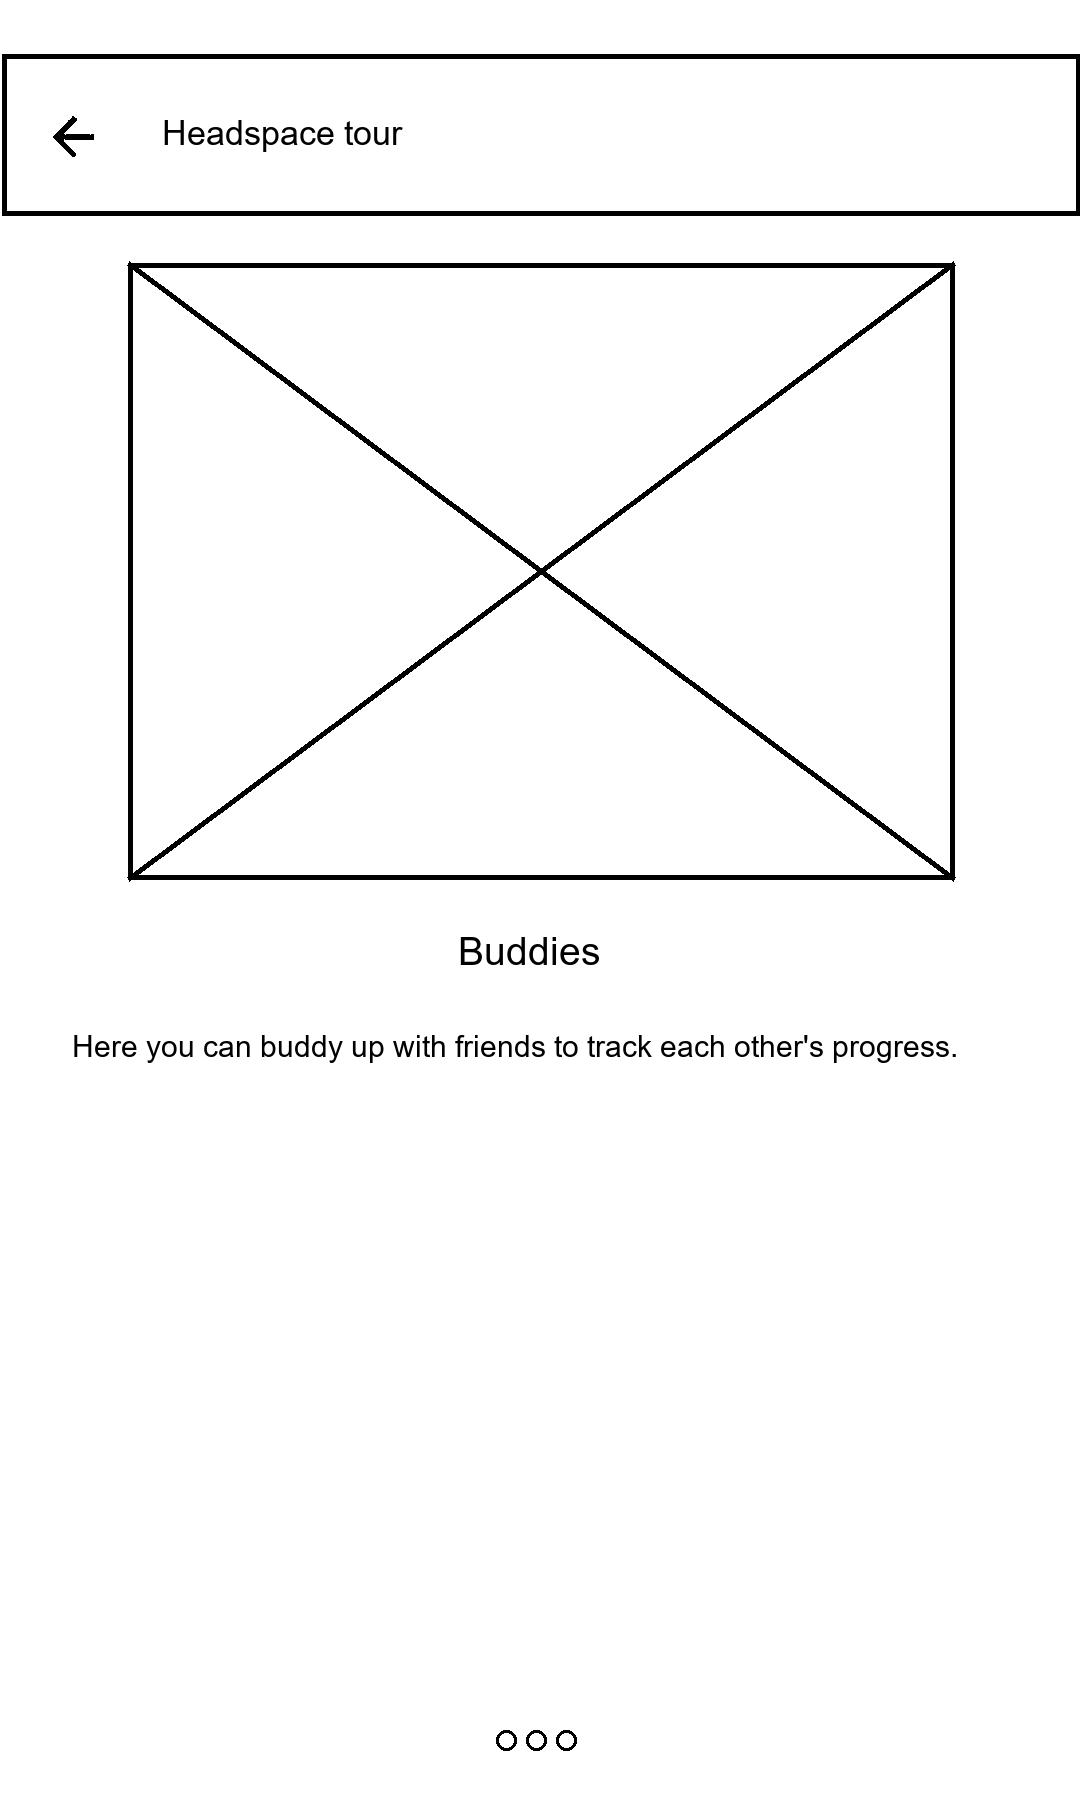 Headspace tour
Buddies
Here you can buddy up with friends to track each other's progress.